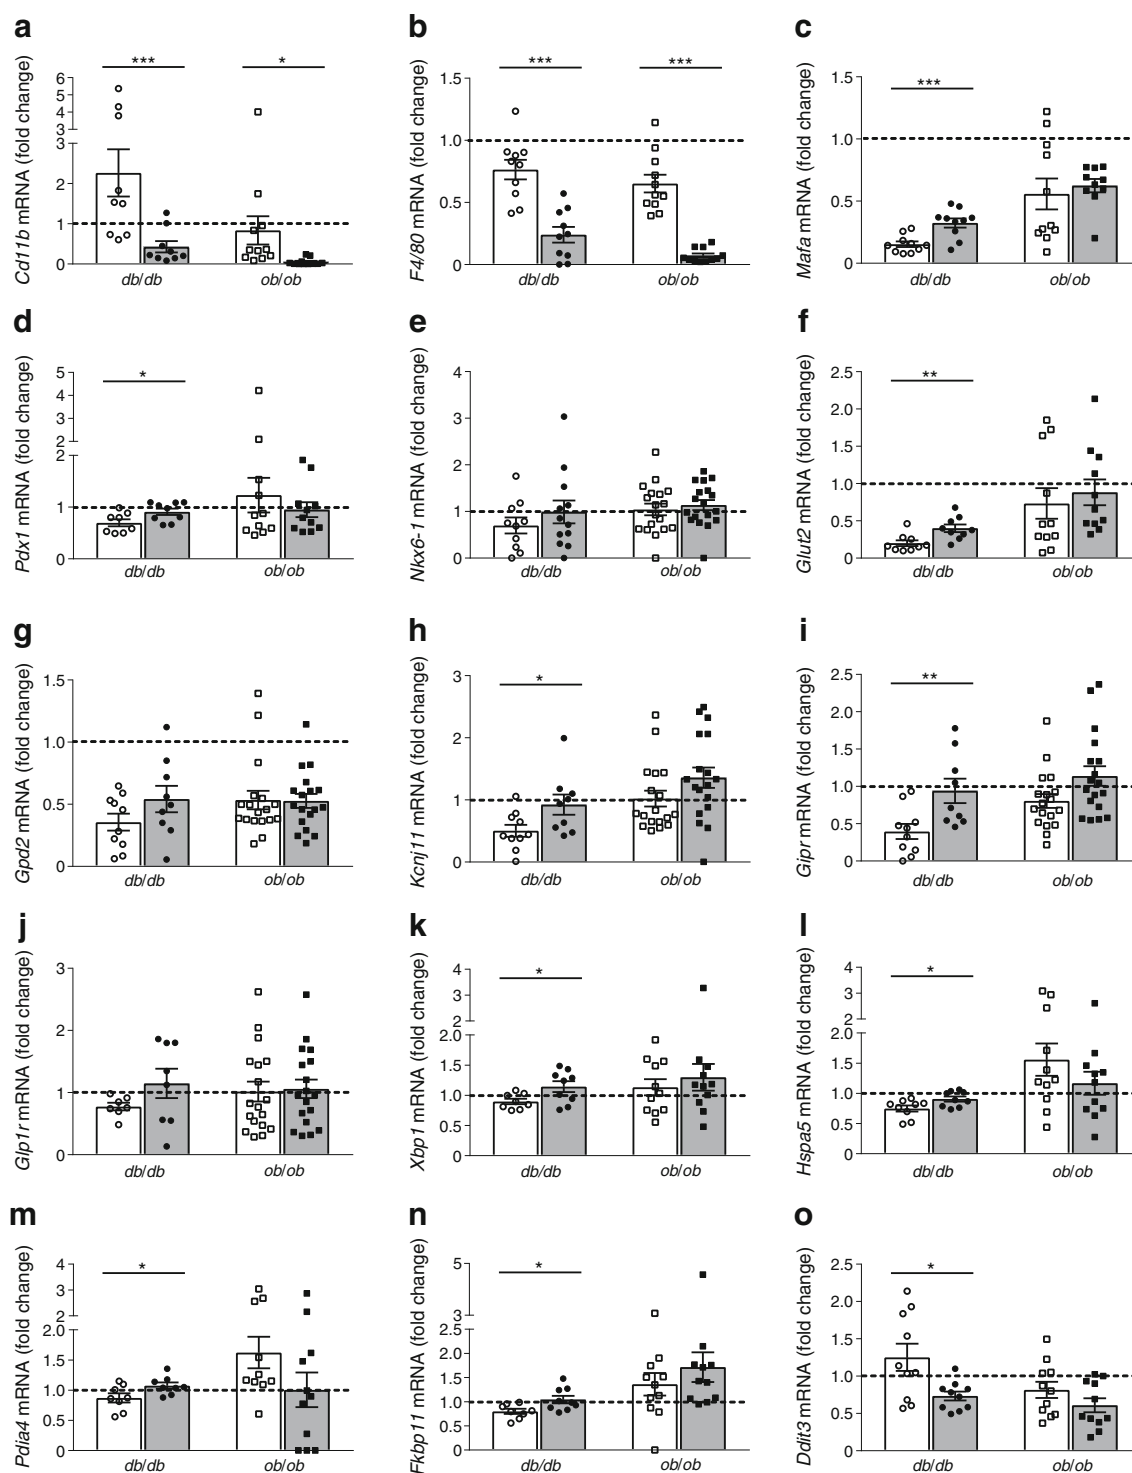 a
Cd11b mRNA (fold change)
6
5
4
3
3
2
1
0
***
*
db/db
ob/ob
b
F4/80 mRNA (fold change)
1.5
1.0
0.5
0
***
***
db/db
ob/ob
c
Mafa mRNA (fold change)
1.5
1.0
0.5
0
***
db/db
ob/ob
d
Pdx1 mRNA (fold change)
5
4
3
2
2
1
0
*
db/db
ob/ob
e
Nkx6-1 mRNA (fold change)
4
3
2
1
0
db/db
ob/ob
f
Glut2 mRNA (fold change)
2.5
2.0
1.5
1.0
0.5
0
**
db/db
ob/ob
g
Gpd2 mRNA (fold change)
1.5
1.0
0.5
0
db/db
ob/ob
h
Kcnj11 mRNA (fold change)
3
2
1
0
*
db/db
ob/ob
i
Gipr mRNA (fold change)
2.5
2.0
1.5
1.0
0.5
0
**
db/db
ob/ob
j
Glp1r mRNA (fold change)
3
2
1
0
db/db
ob/ob
k
Xbp1 mRNA (fold change)
4
3
2
2.0
1.5
1.0
0.5
0
*
db/db
ob/ob
l
Hspa5 mRNA (fold change)
4
3
2
2.0
1.5
1.0
0.5
0
*
db/db
ob/ob
m
Pdia4 mRNA (fold change)
4
3
2
2.0
1.5
1.0
0.5
0
*
db/db
ob/ob
n
Fkbp11 mRNA (fold change)
5
3
2.5
2.0
1.5
1.0
0.5
0
*
db/db
ob/ob
o
Ddit3 mRNA (fold change)
2.5
2.0
1.5
1.0
0.5
0
*
db/db
ob/ob